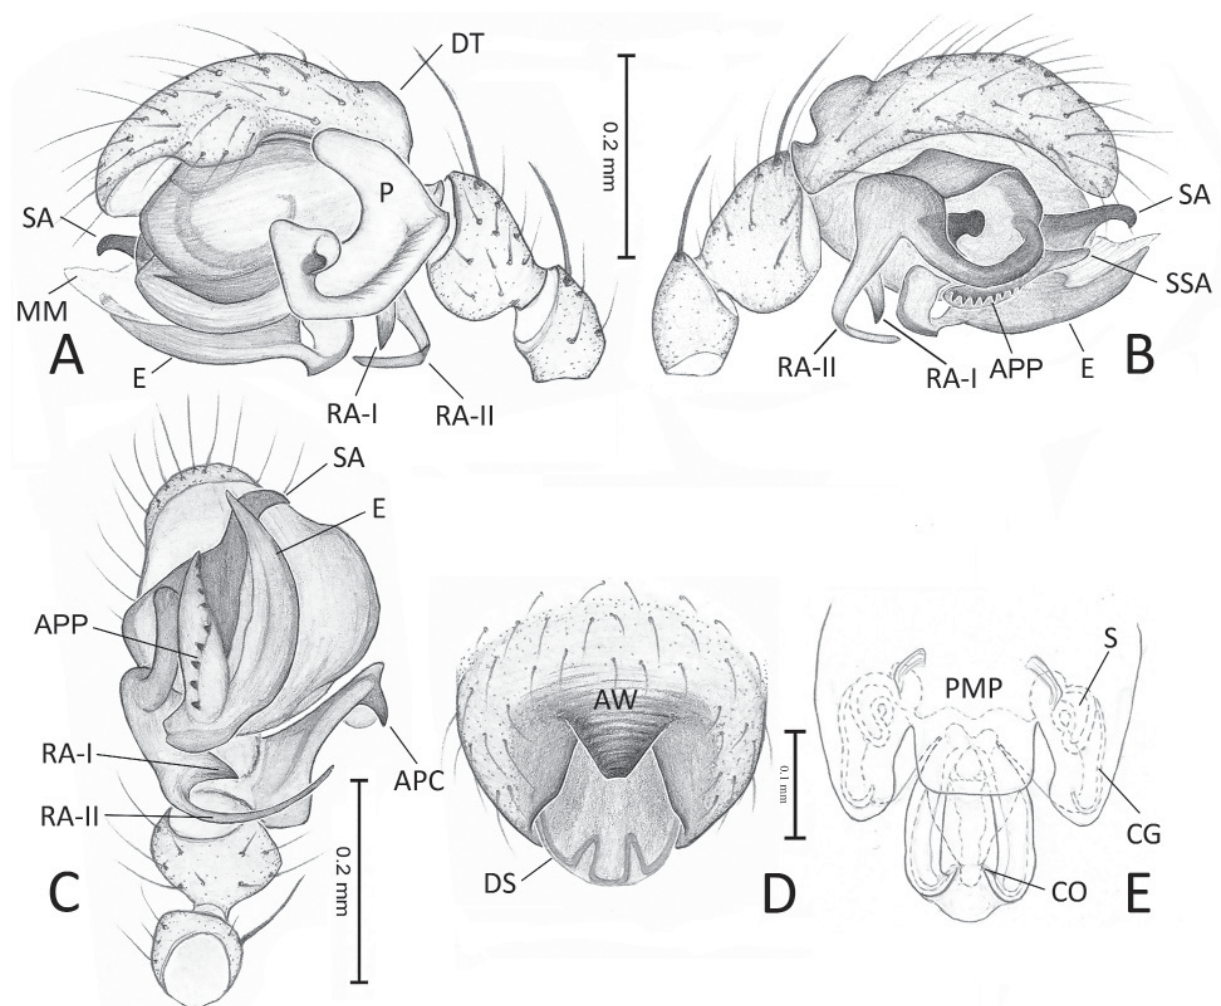 DT
0.2 mm
P
SA
MM
A
E
RA-I
RA-II
SA
SSA
RA-II
RA-I
APP
E
B
SA
E
APP
RA-I
RA-II
APC
C
0.2 mm
AW
DS
D
0.1 mm
S
PMP
CG
CO
E